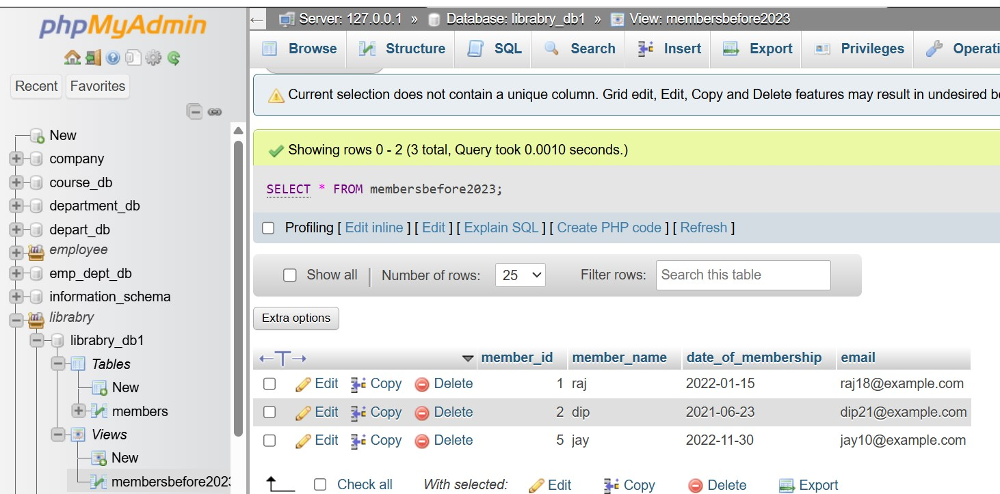 phpMyAdmin
Recent Favorites
New
company
course_db
department_db
depart_db
employee
emp_dept_db
information_schema
librabry
librabry_db1
Tables
New
members
Views
New
membersbefore2023
Server: 127.0.0.1 » Database: librabry_db1 » View: membersbefore2023
Browse Structure SQL Search Insert Export Privileges Operati
Current selection does not contain a unique column. Grid edit, Edit, Copy and Delete features may result in undesired be
Showing rows 0 - 2 (3 total, Query took 0.0010 seconds.)
SELECT * FROM membersbefore2023;
Profiling [ Edit inline ] [ Edit ] [ Explain SQL ] [ Create PHP code ] [ Refresh ]
Show all | Number of rows: 25 Filter rows: Search this table
Extra options
←T→ member_id member_name date_of_membership email
Edit Copy Delete 1 raj 2022-01-15 raj18@example.com
Edit Copy Delete 2 dip 2021-06-23 dip21@example.com
Edit Copy Delete 5 jay 2022-11-30 jay10@example.com
Check all With selected: Edit Copy Delete Export